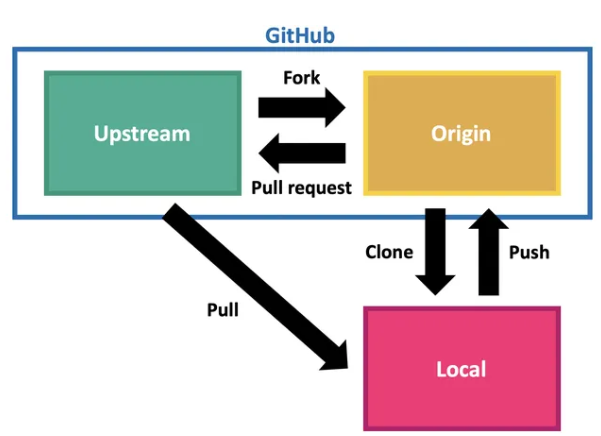 GitHub
Fork
Upstream
Origin
Pull request
Clone
Push
Pull
Local